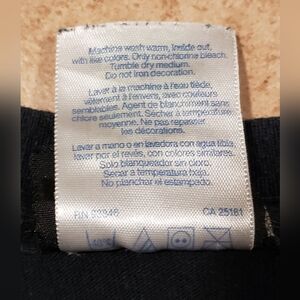 Machine wash warm, inside out,
with like colors. Only non-chlorine bleach.
Tumble dry medium.
Do not iron decoration.
Laver à la machine à l'eau tiède,
vêtement à l'envers, avec couleurs
semblables. Agent de blanchiment sans
chlore seulement. Sécher à température
moyenne. Ne pas repasser
les décorations.
Lavar a mano o en lavadora con agua tibia,
lavar por el revés, con colores similares.
Solo blanqueador sin cloro.
Secar a temperatura baja.
No planchar el estampado.
RN 93846 CA 25181